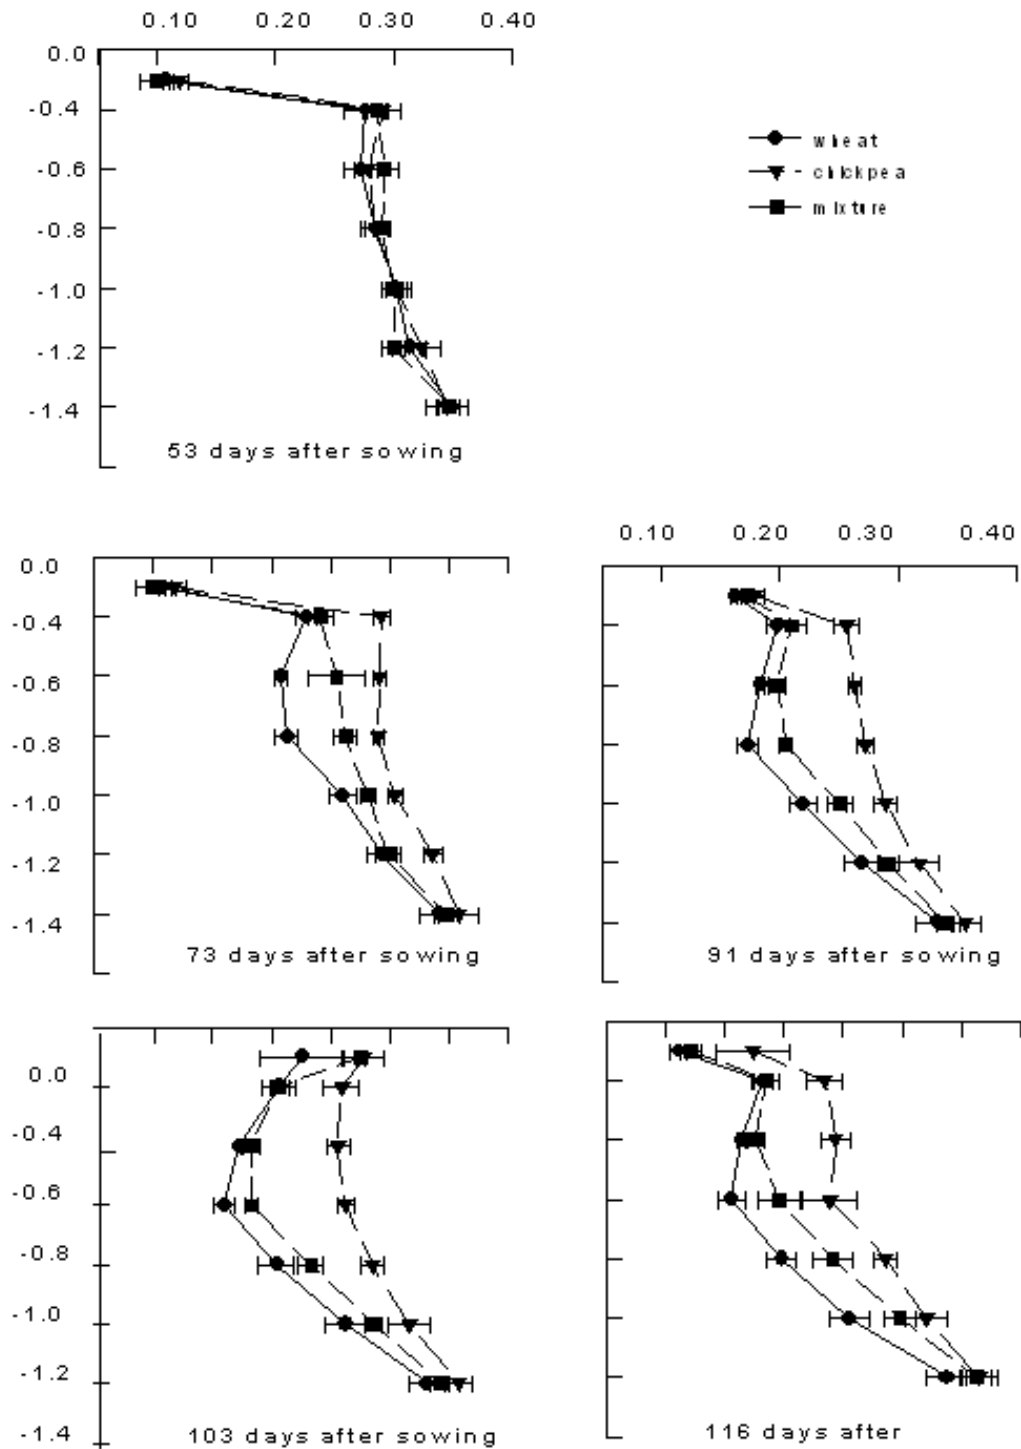 0.10 0.20 0.30 0.40
0.0
-0.4
-0.6
-0.8
-1.0
-1.2
-1.4
wheat
chickpea
mixture
53 days after sowing
0.10 0.20 0.30 0.40
0.0
-0.4
-0.6
-0.8
-1.0
-1.2
-1.4
73 days after sowing
91 days after sowing
0.0
-0.4
-0.6
-0.8
-1.0
-1.2
-1.4
103 days after sowing
116 days after